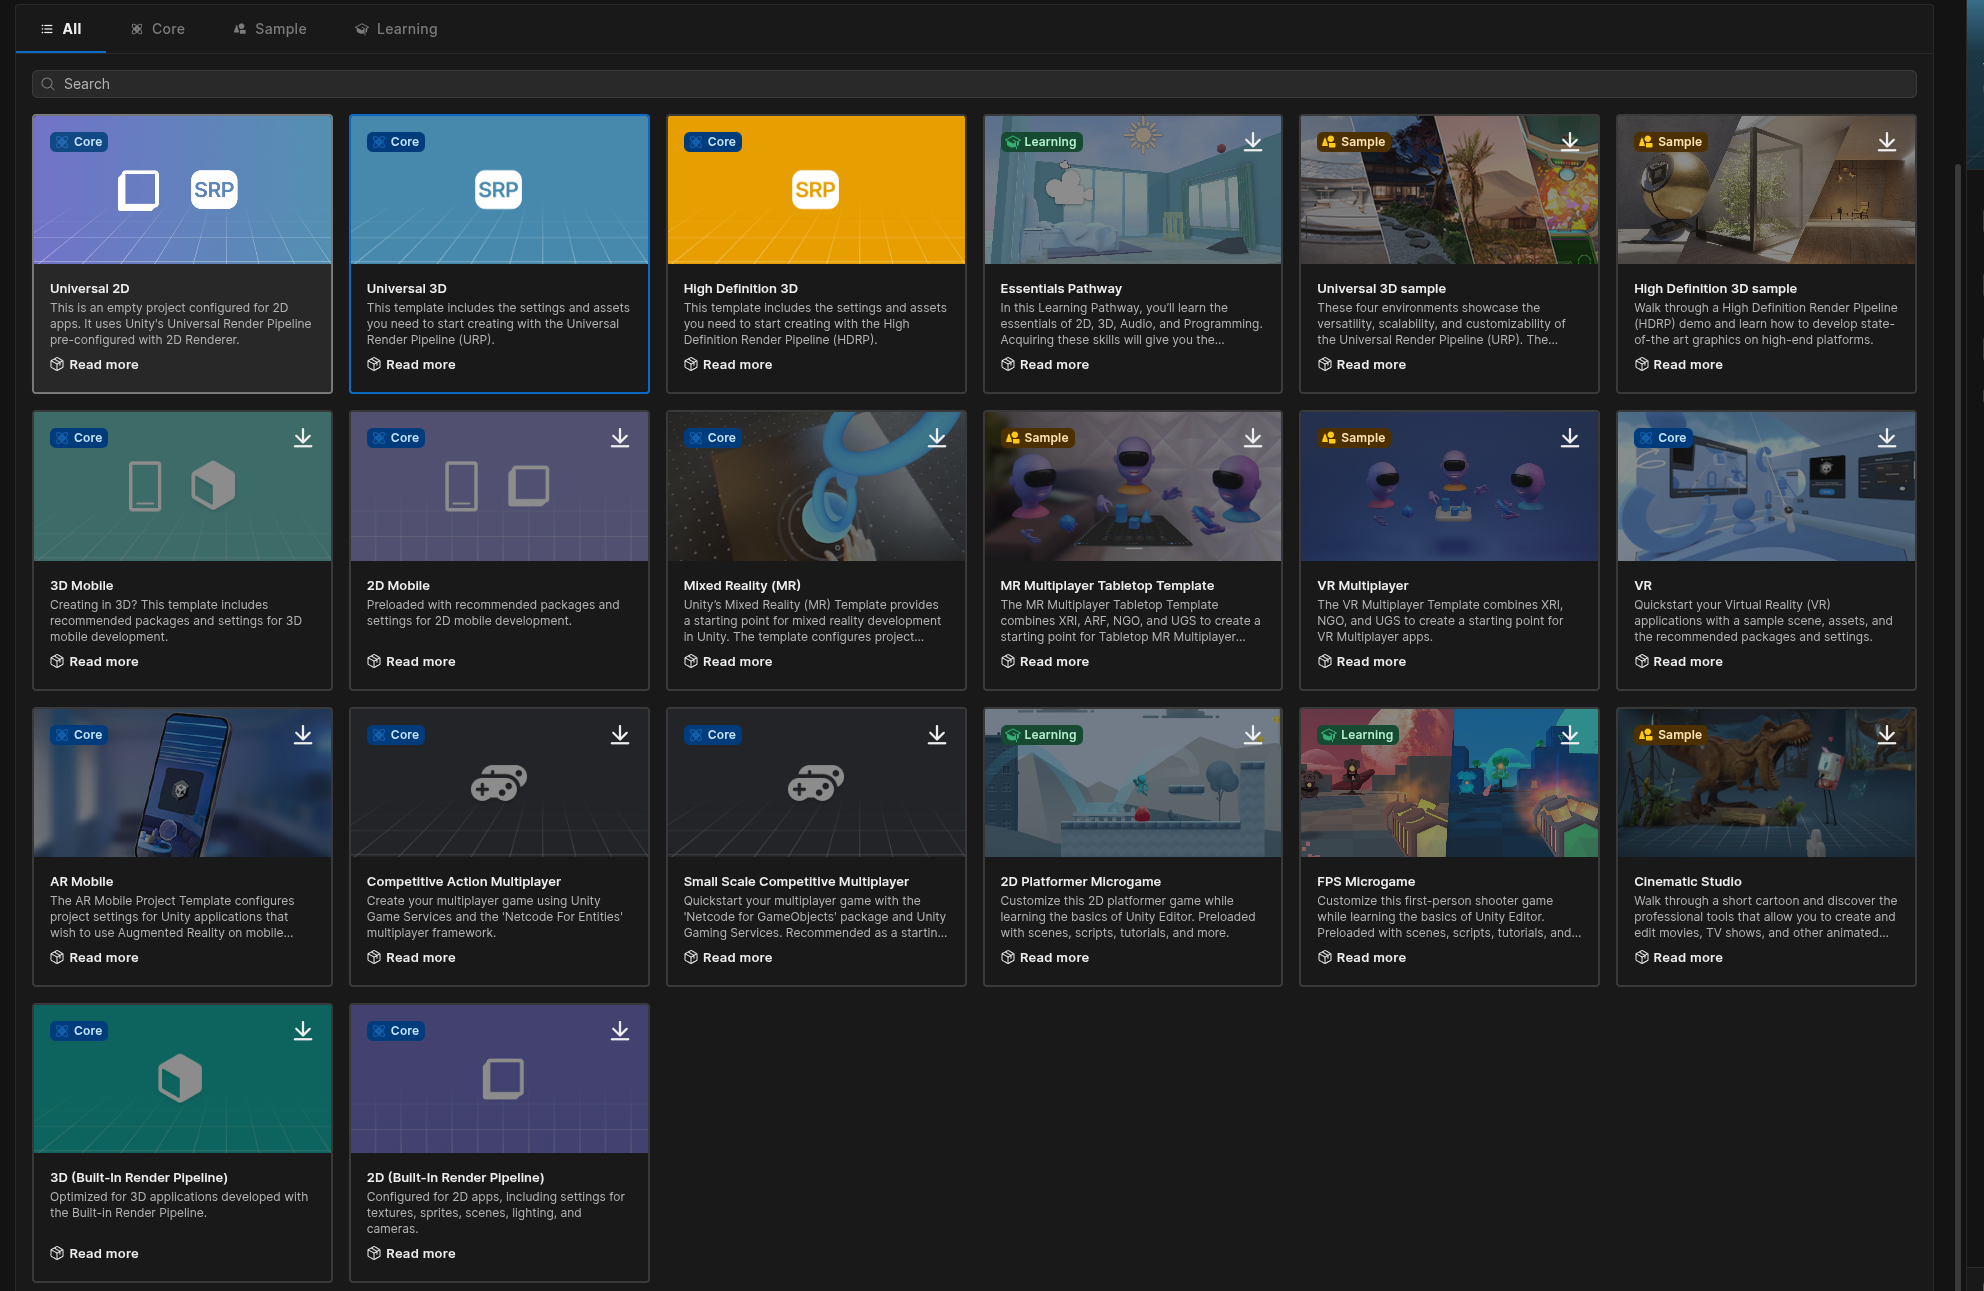 All
Core
Sample
Learning
Search
Core
SRP
Universal 2D
This is an empty project configured for 2D
apps. It uses Unity's Universal Render Pipeline
pre-configured with 2D Renderer.
Read more
Core
SRP
Universal 3D
This template includes the settings and assets
you need to start creating with the Universal
Render Pipeline (URP).
Read more
Core
SRP
High Definition 3D
This template includes the settings and assets
you need to start creating with the High
Definition Render Pipeline (HDRP).
Read more
Learning
Essentials Pathway
In this Learning Pathway, you'll learn the
essentials of 2D, 3D, Audio, and Programming.
Acquiring these skills will give you the...
Read more
Sample
Universal 3D sample
These four environments showcase the
versatility, scalability, and customizability of
the Universal Render Pipeline (URP). The...
Read more
Sample
High Definition 3D sample
Walk through a High Definition Render Pipeline
(HDRP) demo and learn how to develop state-
of-the art graphics on high-end platforms.
Read more
Core
3D Mobile
Creating in 3D? This template includes
recommended packages and settings for 3D
mobile development.
Read more
Core
2D Mobile
Preloaded with recommended packages and
settings for 2D mobile development.
Read more
Core
Mixed Reality (MR)
Unity’s Mixed Reality (MR) Template provides
a starting point for mixed reality development
in Unity. The template configures project...
Read more
Sample
MR Multiplayer Tabletop Template
The MR Multiplayer Tabletop Template
combines XRI, ARF, NGO, and UGS to create a
starting point for Tabletop MR Multiplayer...
Read more
Sample
VR Multiplayer
The VR Multiplayer Template combines XRI,
NGO, and UGS to create a starting point for
VR Multiplayer apps.
Read more
Core
VR
Quickstart your Virtual Reality (VR)
applications with a sample scene, assets, and
the recommended packages and settings.
Read more
Core
AR Mobile
The AR Mobile Project Template configures
project settings for Unity applications that
wish to use Augmented Reality on mobile...
Read more
Core
Competitive Action Multiplayer
Create your multiplayer game using Unity
Game Services and the 'Netcode For Entities'
multiplayer framework.
Read more
Core
Small Scale Competitive Multiplayer
Quickstart your multiplayer game with the
'Netcode for GameObjects' package and Unity
Gaming Services. Recommended as a startin...
Read more
Learning
2D Platformer Microgame
Customize this 2D platformer game while
learning the basics of Unity Editor. Preloaded
with scenes, scripts, tutorials, and more.
Read more
Learning
FPS Microgame
Customize this first-person shooter game
while learning the basics of Unity Editor.
Preloaded with scenes, scripts, tutorials, and...
Read more
Sample
Cinematic Studio
Walk through a short cartoon and discover the
professional tools that allow you to create and
edit movies, TV shows, and other animated...
Read more
Core
3D (Built-In Render Pipeline)
Optimized for 3D applications developed with
the Built-in Render Pipeline.
Read more
Core
2D (Built-In Render Pipeline)
Configured for 2D apps, including settings for
textures, sprites, scenes, lighting, and
cameras.
Read more